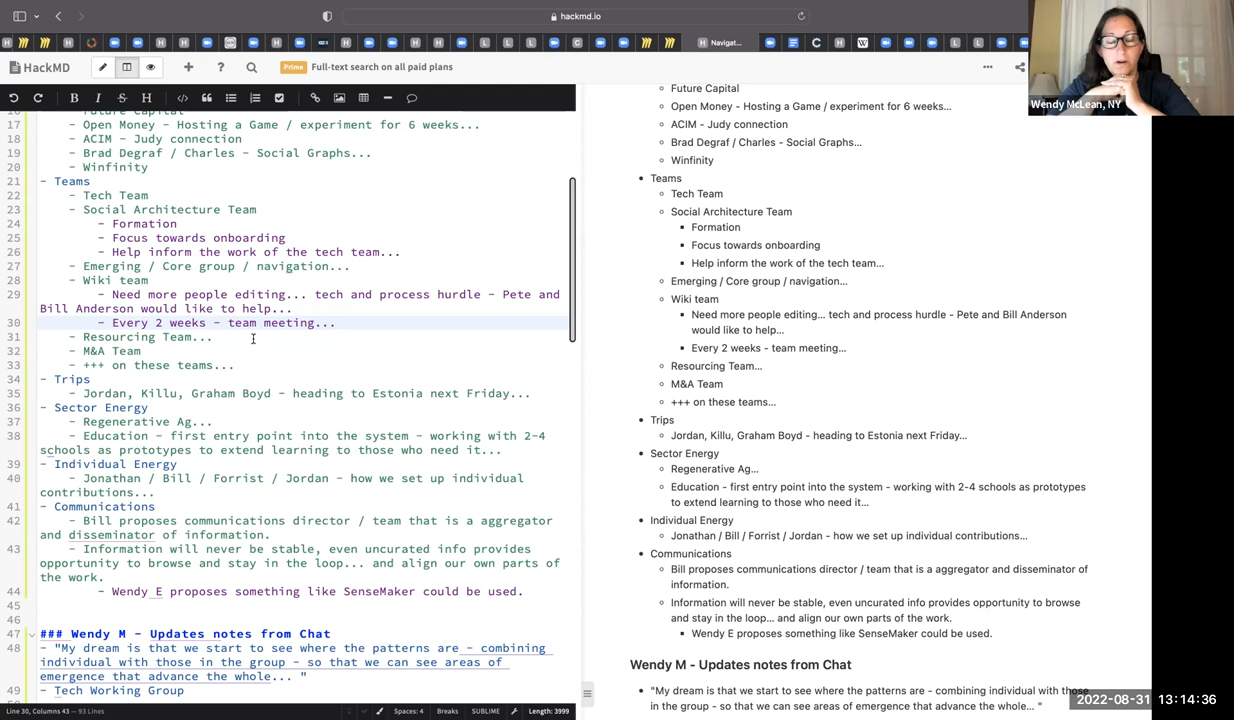 hackmd.io
Navigat...
HackMD
Prime Full-text search on all paid plans
Wendy McLean, NY
17 - Open Money - Hosting a Game / experiment for 6 weeks...
18 - ACIM - Judy connection
19 - Brad Degraf / Charles - Social Graphs...
20 - Winfinity
21 - Teams
22 - Tech Team
23 - Social Architecture Team
24 - Formation
25 - Focus towards onboarding
26 - Help inform the work of the tech team...
27 - Emerging / Core group / navigation...
28 - Wiki team
29 - Need more people editing... tech and process hurdle - Pete and
Bill Anderson would like to help...
30 - Every 2 weeks - team meeting...
31 - Resourcing Team...
32 - M&A Team
33 - +++ on these teams...
34 - Trips
35 - Jordan, Killu, Graham Boyd - heading to Estonia next Friday...
36 - Sector Energy
37 - Regenerative Ag...
38 - Education - first entry point into the system - working with 2-4
schools as prototypes to extend learning to those who need it...
39 - Individual Energy
40 - Jonathan / Bill / Forrist / Jordan - how we set up individual
contributions...
41 - Communications
42 - Bill proposes communications director / team that is a aggregator
and disseminator of information.
43 - Information will never be stable, even uncurated info provides
opportunity to browse and stay in the loop... and align our own parts of
the work.
44 - Wendy E proposes something like SenseMaker could be used.
45
46
47 ### Wendy M - Updates notes from Chat
48 - "My dream is that we start to see where the patterns are - combining
individual with those in the group - so that we can see areas of
emergence that advance the whole... "
49 - Tech Working Group
Line 30, Columns 43 — 93 Lines
Spaces: 4
Breaks
SUBLIME
Length: 3999
Future Capital
Open Money - Hosting a Game / experiment for 6 weeks…
ACIM - Judy connection
Brad Degraf / Charles - Social Graphs…
Winfinity
Teams
Tech Team
Social Architecture Team
Formation
Focus towards onboarding
Help inform the work of the tech team…
Emerging / Core group / navigation…
Wiki team
Need more people editing… tech and process hurdle - Pete and Bill Anderson
would like to help…
Every 2 weeks - team meeting…
Resourcing Team…
M&A Team
+++ on these teams…
Trips
Jordan, Killu, Graham Boyd - heading to Estonia next Friday…
Sector Energy
Regenerative Ag…
Education - first entry point into the system - working with 2-4 schools as prototypes
to extend learning to those who need it…
Individual Energy
Jonathan / Bill / Forrist / Jordan - how we set up individual contributions…
Communications
Bill proposes communications director / team that is a aggregator and disseminator of
information.
Information will never be stable, even uncurated info provides opportunity to browse
and stay in the loop… and align our own parts of the work.
Wendy E proposes something like SenseMaker could be used.
Wendy M - Updates notes from Chat
"My dream is that we start to see where the patterns are - combining individual with those
in the group - so that we can see areas of emergence that advance the whole… "
2022-08-31 13:14:36